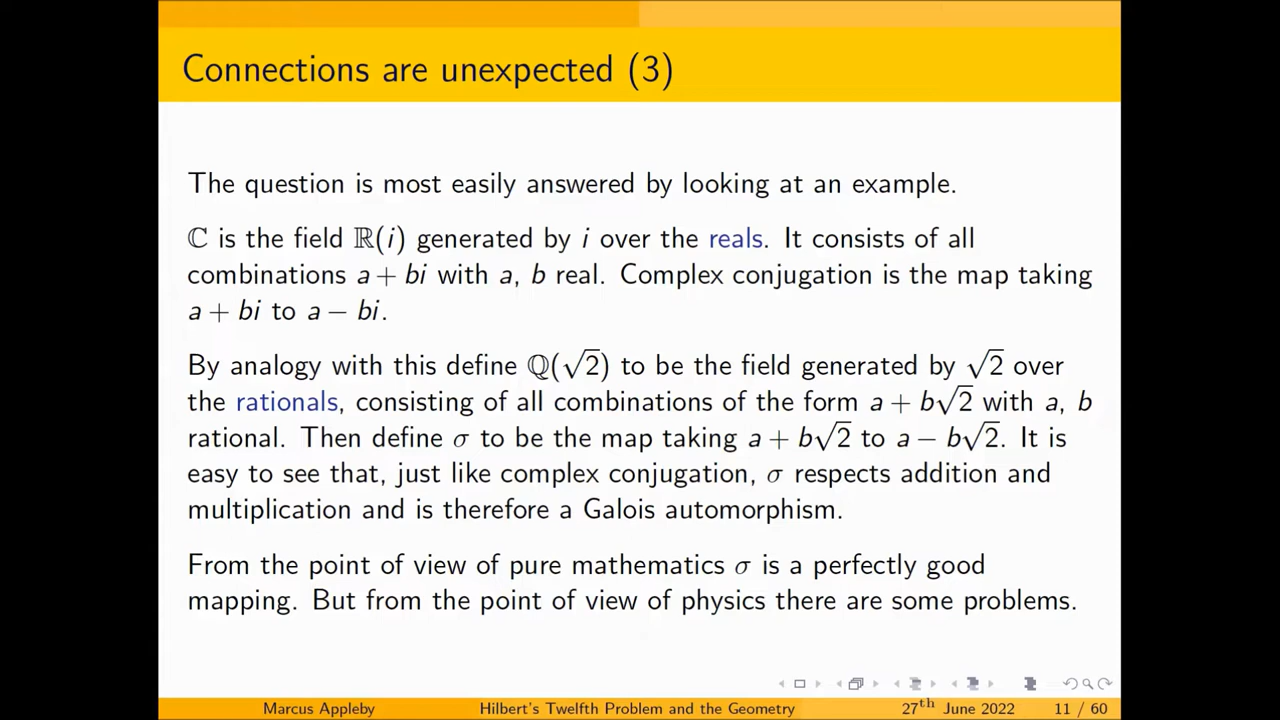 Connections are unexpected (3)
The question is most easily answered by looking at an example.
ℂ is the field ℝ(i) generated by i over the reals. It consists of all
combinations a + bi with a, b real. Complex conjugation is the map taking
a + bi to a − bi.
By analogy with this define ℚ(√2) to be the field generated by √2 over
the rationals, consisting of all combinations of the form a + b√2 with a, b
rational. Then define σ to be the map taking a + b√2 to a − b√2. It is
easy to see that, just like complex conjugation, σ respects addition and
multiplication and is therefore a Galois automorphism.
From the point of view of pure mathematics σ is a perfectly good
mapping. But from the point of view of physics there are some problems.
Marcus Appleby Hilbert's Twelfth Problem and the Geometry 27th June 2022 11 / 60